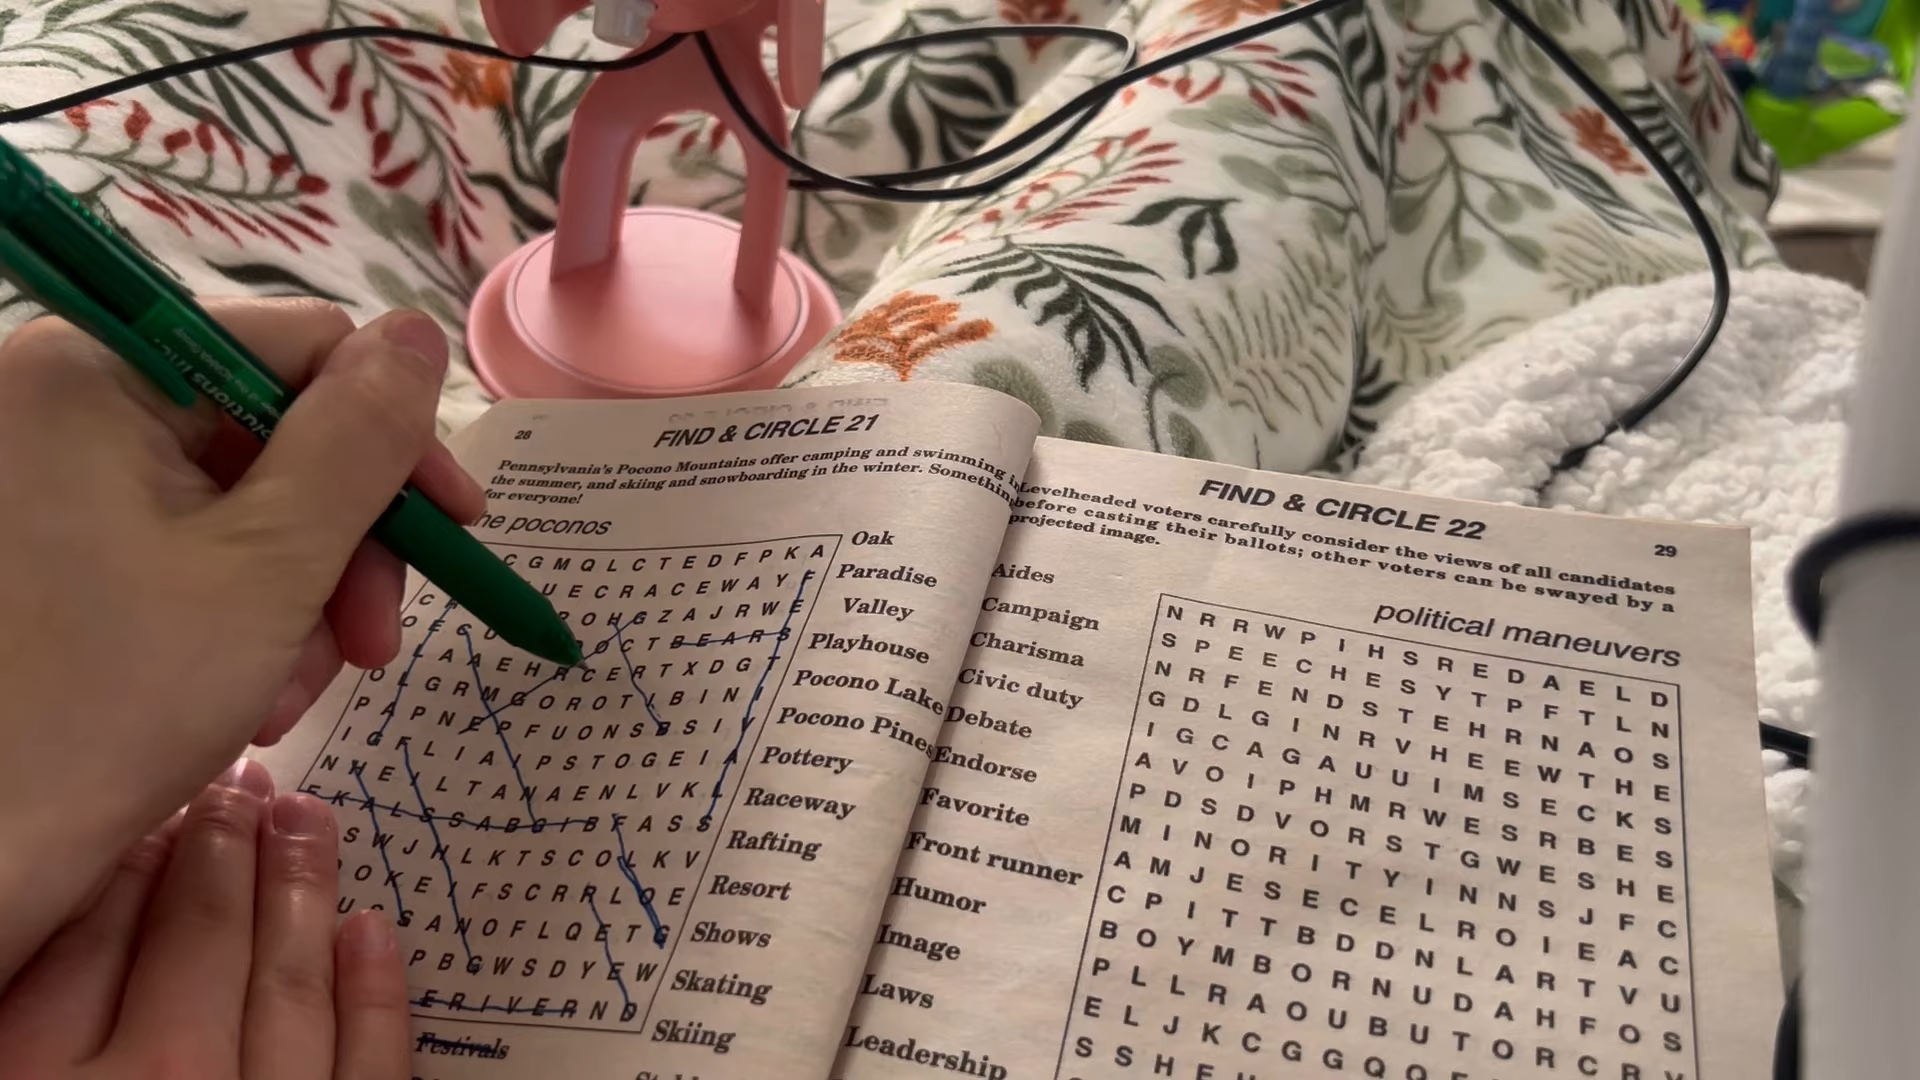 28
FIND & CIRCLE 21
Pennsylvania's Pocono Mountains offer camping and swimming in
the summer, and skiing and snowboarding in the winter. Something
for everyone!
the poconos
C G M Q L C T E D F P K A
U E C R A C E W A Y F
R O H G Z A J R W E
O C T B E A R S
L A A E H R C E R T X D G T
O L G R M G O R O T I B I N I
P A P N E P F U O N S B S I V
I G F L I A I P S T O G E I A
N H E I L T A N A E N L V K L
E K A L S S A B G I B F A S S
S W J H L K T S C O L K V
O K E I F S C R R L O E
S A N O F L Q E T G
P B G W S D Y E W
E R I V E R N D
Oak
Paradise
Valley
Playhouse
Pocono Lake
Pocono Pines
Pottery
Raceway
Rafting
Resort
Shows
Skating
Skiing
Festivals
FIND & CIRCLE 22
29
Levelheaded voters carefully consider the views of all candidates
before casting their ballots; other voters can be swayed by a
projected image.
political maneuvers
Aides
Campaign
Charisma
Civic duty
Debate
Endorse
Favorite
Front runner
Humor
Image
Laws
Leadership
N R R W P I H S R E D A E L D
S P E E C H E S Y T P F T L N
N R F E N D S T E H R N A O S
G D L G I N R V H E E W T H E
I G C A G A U U I M S E C K S
A V O I P H M R W E S R B E S
P D S D V O R S T G W E S H E
M I N O R I T Y I N N S J F C
A M J E S E C E L R O I E A C
C P I T T B D D N L A R T V U
B O Y M B O R N U D A H F O S
P L L R A O U B U T O R C R
E L J K C G G Q
S S H